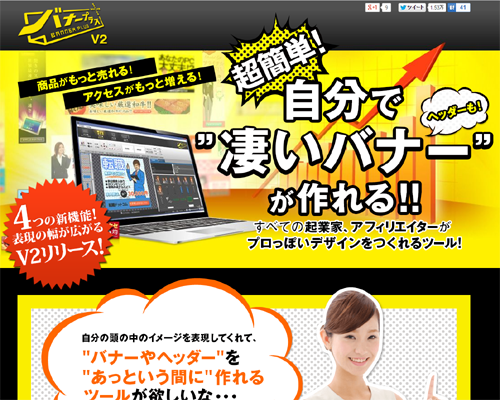 バナープラス
BANNER PLUS
V2
ツイート
商品がもっと売れる!
アクセスがもっと増える!
超簡単!
自分で
ヘッダーも!
"凄いバナー"
が作れる!!
4つの新機能!
表現の幅が広がる
V2リリース!
すべての起業家、アフィリエイターが
プロっぽいデザインをつくれるツール!
自分の頭の中のイメージを表現してくれて、
"バナーやヘッダー"を
"あっという間に"作れる
ツールが欲しいな・・・